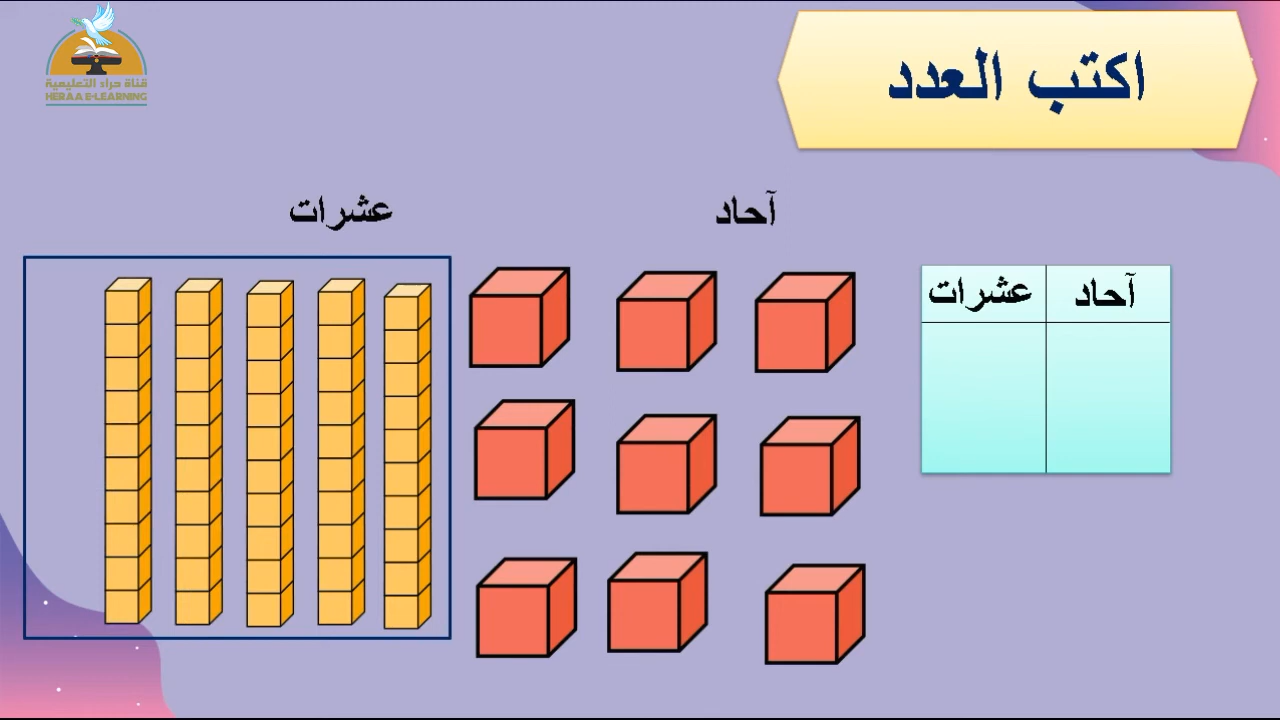 قناة حراء التعليمية
HERAA E-LEARNING
اكتب العدد
آحاد
عشرات
آحاد
عشرات